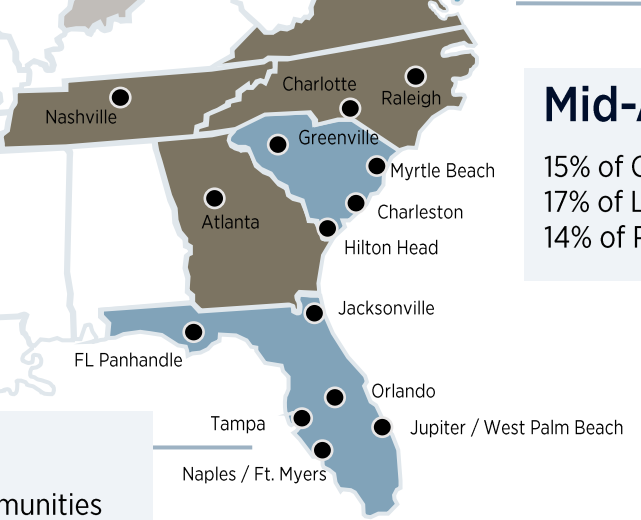 Charlotte
Raleigh
Nashville
Mid-
Greenville
15% of
Myrtle Beach
17% of
Charleston
Atlanta
14% of
Hilton Head
Jacksonville
FL Panhandle
Orlando
Tampa
Jupiter / West Palm Beach
Naples / Ft. Myers
munities